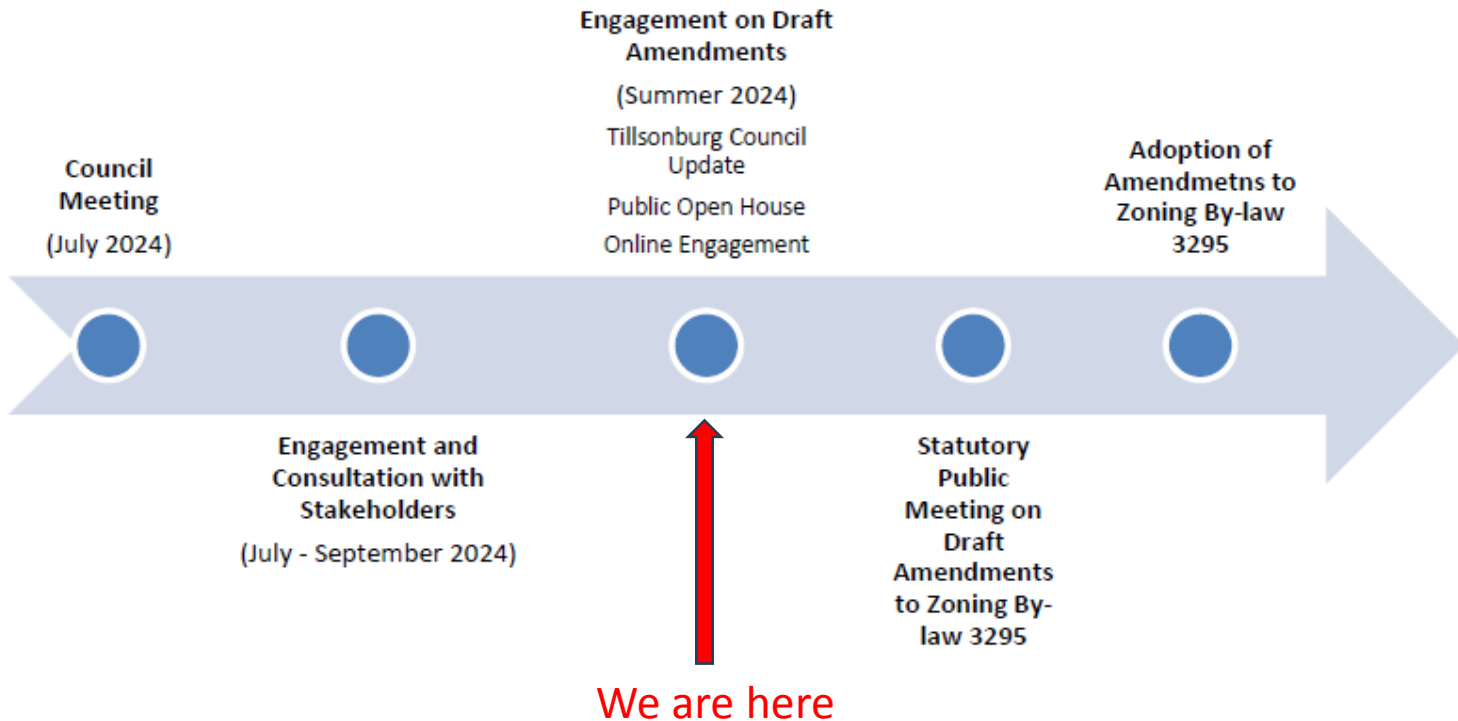 Council
Meeting
(July 2024)
Engagement and
Consultation with
Stakeholders
(July - September 2024)
Engagement on Draft
Amendments
(Summer 2024)
Tillsonburg Council
Update
Public Open House
Online Engagement
Statutory
Public
Meeting on
Draft
Amendments
to Zoning By-
law 3295
Adoption of
Amendmetns to
Zoning By-law
3295
We are here